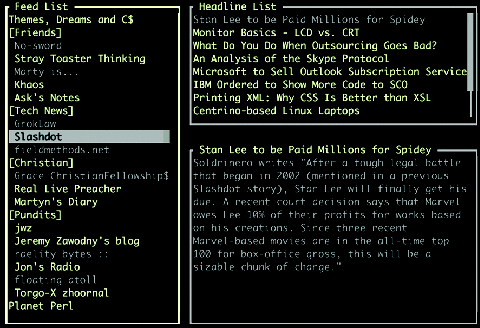 Feed List
Themes, Dreams and C$
[Friends]
No-sword
Stray Toaster Thinking
Marty is...
Khaos
Ask's Notes
[Tech News]
Groklaw
Slashdot
fieldmethods.net
[Christian]
Grace ChristianFellowship$
Real Live Preacher
Martyn's Diary
[Pundits]
jwz
Jeremy Zawodny's blog
raelity bytes ::
Jon's Radio
floating atoll
Torgo-X zhoornal
Planet Perl
Headline List
Stan Lee to be Paid Millions for Spidey
Monitor Basics - LCD vs. CRT
What Do You Do When Outsourcing Goes Bad?
An Analysis of the Skype Protocol
Microsoft to Sell Outlook Subscription Service
IBM Ordered to Show More Code to SCO
Printing XML: Why CSS Is Better than XSL
Centrino-based Linux Laptops
Stan Lee to be Paid Millions for Spidey
Soldrinero writes "After a tough legal battle
that began in 2002 (mentioned in a previous
Slashdot story), Stan Lee will finally get his
due. A recent court decision says that Marvel
owes Lee 10% of their profits for works based
on his creations. Since three recent
Marvel-based movies are in the all-time top
100 for box-office gross, this will be a
sizable chunk of change."